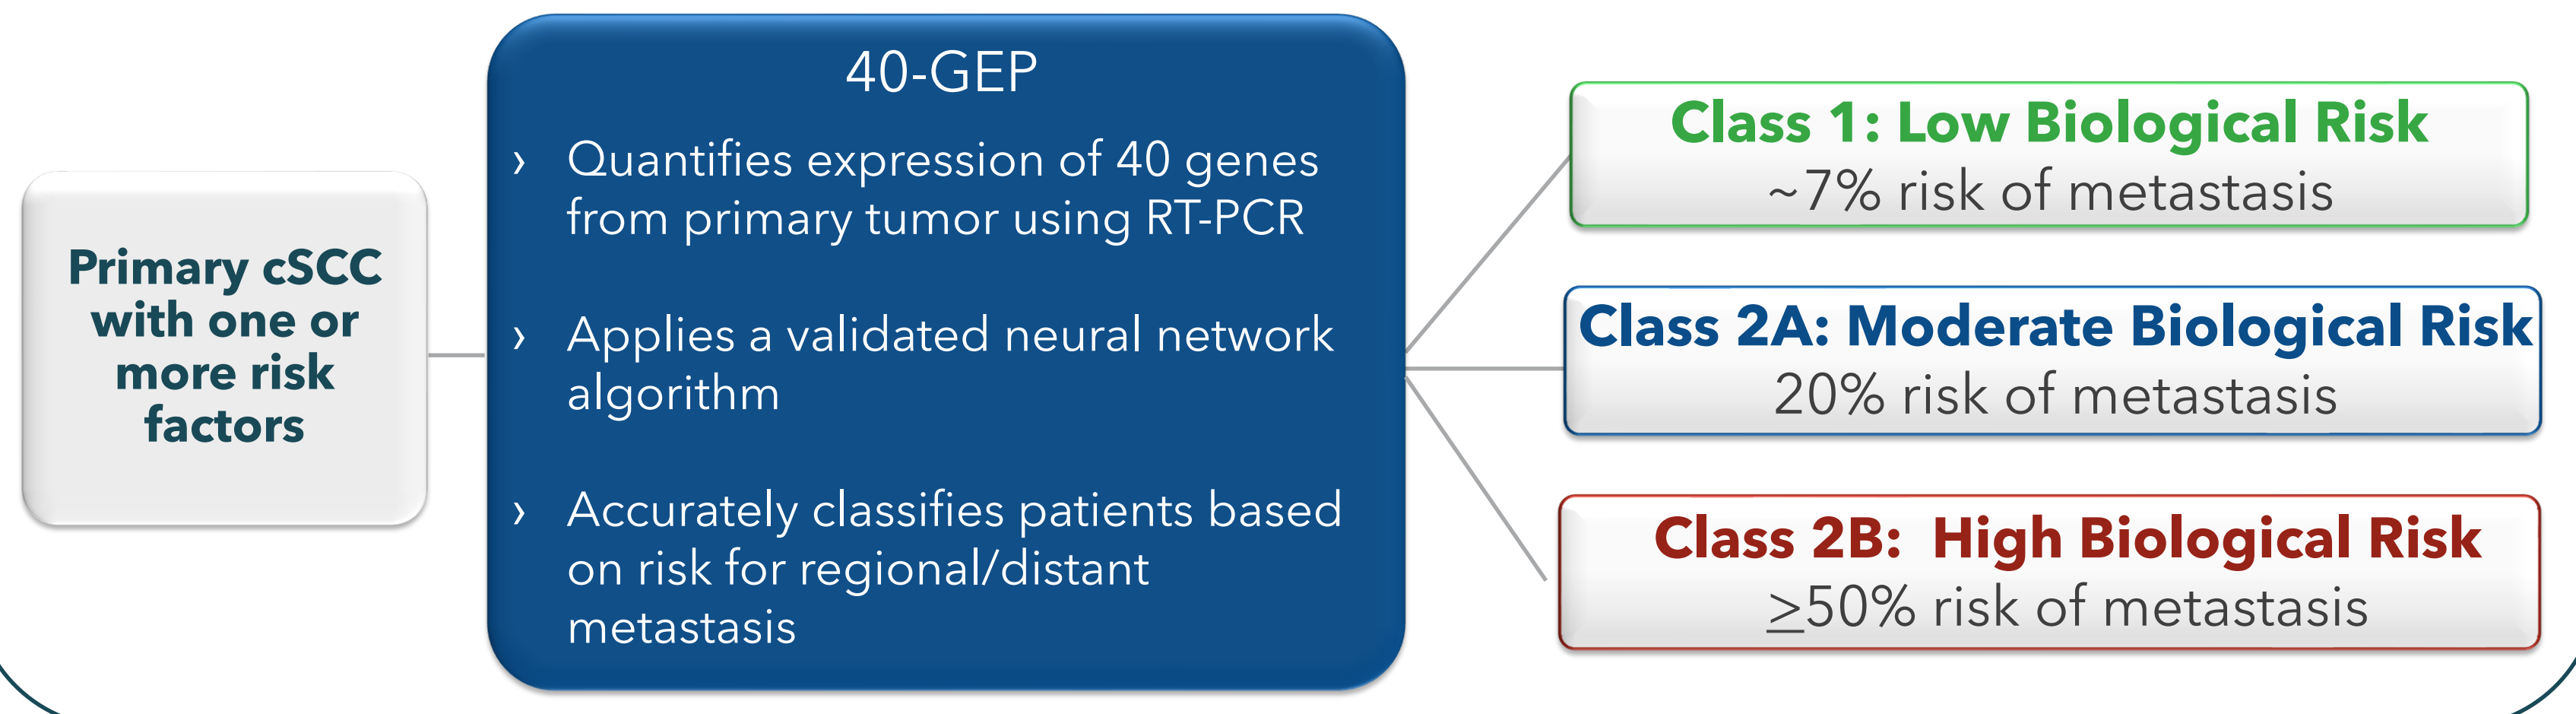 Primary cSCC
with one or
more risk
factors
40-GEP
› Quantifies expression of 40 genes
from primary tumor using RT-PCR
› Applies a validated neural network
algorithm
› Accurately classifies patients based
on risk for regional/distant
metastasis
Class 1: Low Biological Risk
~7% risk of metastasis
Class 2A: Moderate Biological Risk
20% risk of metastasis
Class 2B: High Biological Risk
≥50% risk of metastasis